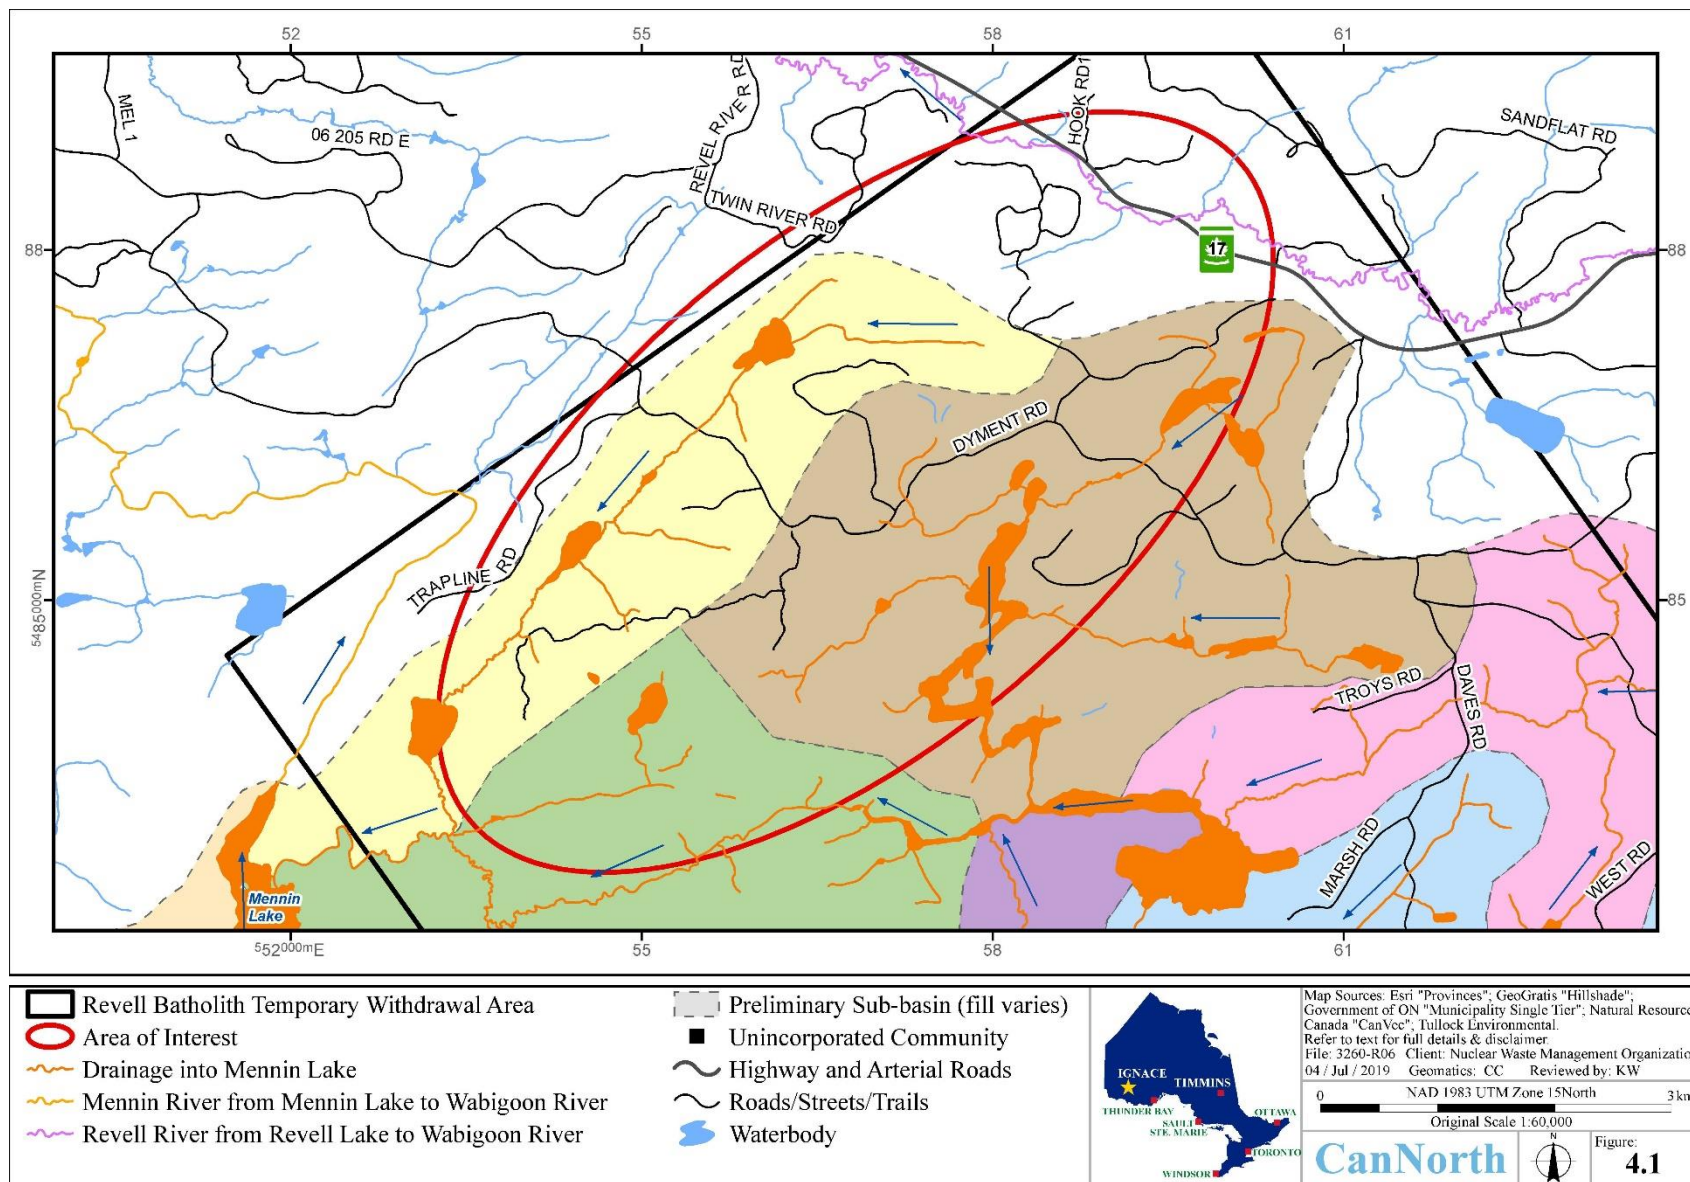 52 55 58 61
MEL 1
06 205 RD E
REVEL RIVER RD
HOOK RD1
SANDFLAT RD
TWIN RIVER RD
88 17 88
DYMENT RD
TRAPLINE RD
5485000mN 85
TROYS RD
DAVES RD
MARSH RD
WEST RD
Mennin
Lake
552000mE 55 58 61
Revell Batholith Temporary Withdrawal Area
Area of Interest
Drainage into Mennin Lake
Mennin River from Mennin Lake to Wabigoon River
Revell River from Revell Lake to Wabigoon River
Preliminary Sub-basin (fill varies)
Unincorporated Community
Highway and Arterial Roads
Roads/Streets/Trails
Waterbody
IGNACE
TIMMINS
THUNDER BAY
SAULT
STE. MARIE
OTTAWA
TORONTO
WINDSOR
Map Sources: Esri "Provinces"; GeoGratis "Hillshade";
Government of ON "Municipality Single Tier"; Natural Resource
Canada "CanVec"; Tullock Environmental.
Refer to text for full details & disclaimer.
File: 3260-R06 Client: Nuclear Waste Management Organizatio
04 / Jul / 2019 Geomatics: CC Reviewed by: KW
NAD 1983 UTM Zone 15North
0 3 km
Original Scale 1:60,000
CanNorth
N
Figure:
4.1